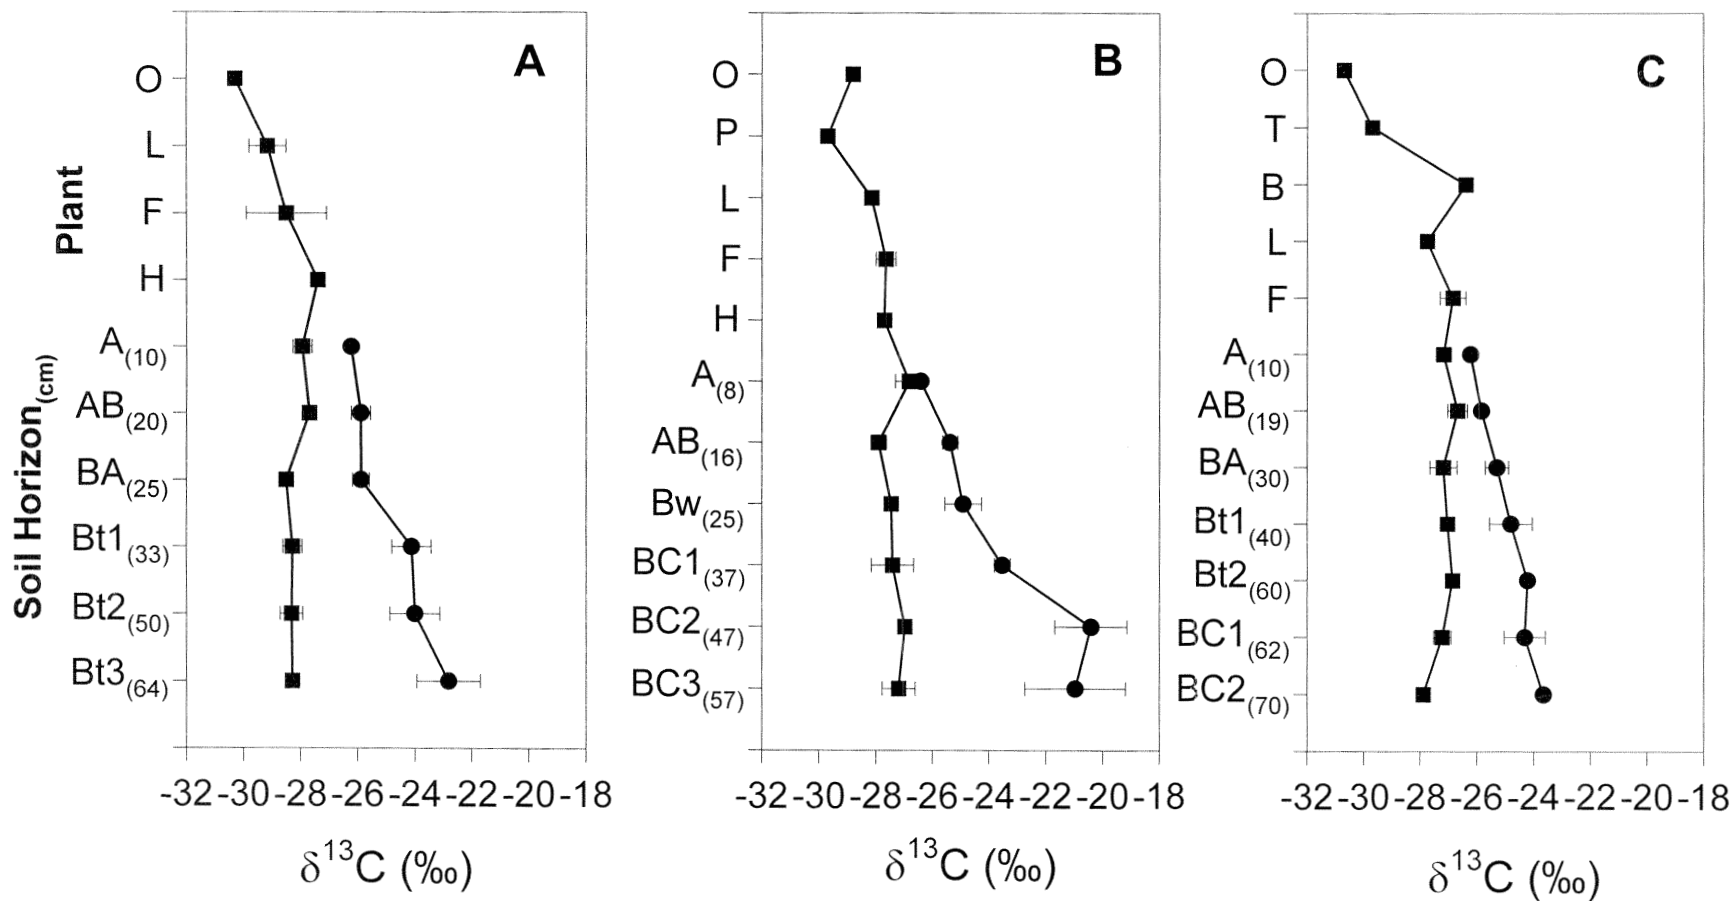 A
O
L
F
H
A(10)
AB(20)
BA(25)
Bt1(33)
Bt2(50)
Bt3(64)
Plant
Soil Horizon(cm)
-32 -30 -28 -26 -24 -22 -20 -18
δ13C (‰)
B
O
P
L
F
H
A(8)
AB(16)
Bw(25)
BC1(37)
BC2(47)
BC3(57)
-32 -30 -28 -26 -24 -22 -20 -18
δ13C (‰)
C
O
T
B
L
F
A(10)
AB(19)
BA(30)
Bt1(40)
Bt2(60)
BC1(62)
BC2(70)
-32 -30 -28 -26 -24 -22 -20 -18
δ13C (‰)